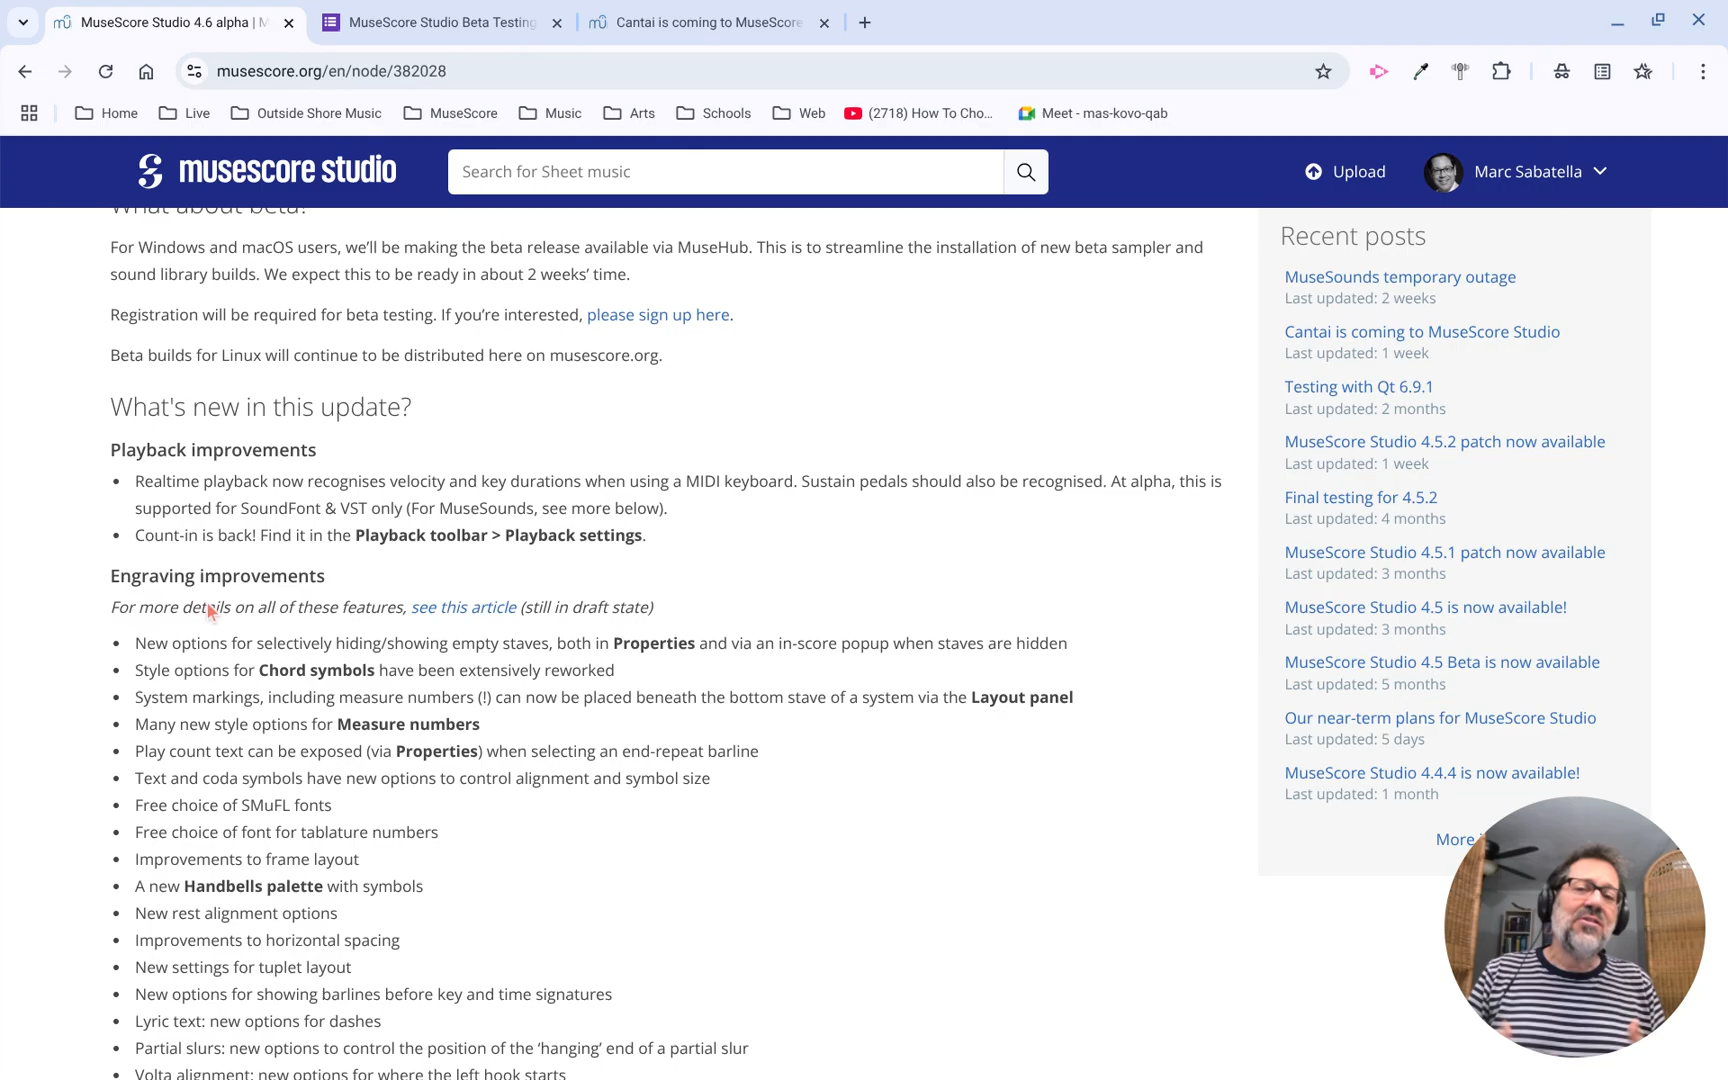 MuseScore Studio 4.6 alpha | M
MuseScore Studio Beta Testing
Cantai is coming to MuseScore
musescore.org/en/node/382028
Home
Live
Outside Shore Music
MuseScore
Music
Arts
Schools
Web
(2718) How To Cho...
Meet - mas-kovo-qab
musescore studio
Search for Sheet music
Upload
Marc Sabatella
What about beta?
For Windows and macOS users, we'll be making the beta release available via MuseHub. This is to streamline the installation of new beta sampler and
sound library builds. We expect this to be ready in about 2 weeks' time.
Registration will be required for beta testing. If you're interested, please sign up here.
Beta builds for Linux will continue to be distributed here on musescore.org.
What's new in this update?
Playback improvements
• Realtime playback now recognises velocity and key durations when using a MIDI keyboard. Sustain pedals should also be recognised. At alpha, this is
supported for SoundFont & VST only (For MuseSounds, see more below).
• Count-in is back! Find it in the Playback toolbar > Playback settings.
Engraving improvements
For more details on all of these features, see this article (still in draft state)
• New options for selectively hiding/showing empty staves, both in Properties and via an in-score popup when staves are hidden
• Style options for Chord symbols have been extensively reworked
• System markings, including measure numbers (!) can now be placed beneath the bottom stave of a system via the Layout panel
• Many new style options for Measure numbers
• Play count text can be exposed (via Properties) when selecting an end-repeat barline
• Text and coda symbols have new options to control alignment and symbol size
• Free choice of SMuFL fonts
• Free choice of font for tablature numbers
• Improvements to frame layout
• A new Handbells palette with symbols
• New rest alignment options
• Improvements to horizontal spacing
• New settings for tuplet layout
• New options for showing barlines before key and time signatures
• Lyric text: new options for dashes
• Partial slurs: new options to control the position of the 'hanging' end of a partial slur
• Volta alignment: new options for where the left hook starts
Recent posts
MuseSounds temporary outage
Last updated: 2 weeks
Cantai is coming to MuseScore Studio
Last updated: 1 week
Testing with Qt 6.9.1
Last updated: 2 months
MuseScore Studio 4.5.2 patch now available
Last updated: 1 week
Final testing for 4.5.2
Last updated: 4 months
MuseScore Studio 4.5.1 patch now available
Last updated: 3 months
MuseScore Studio 4.5 is now available!
Last updated: 3 months
MuseScore Studio 4.5 Beta is now available
Last updated: 5 months
Our near-term plans for MuseScore Studio
Last updated: 5 days
MuseScore Studio 4.4.4 is now available!
Last updated: 1 month
More